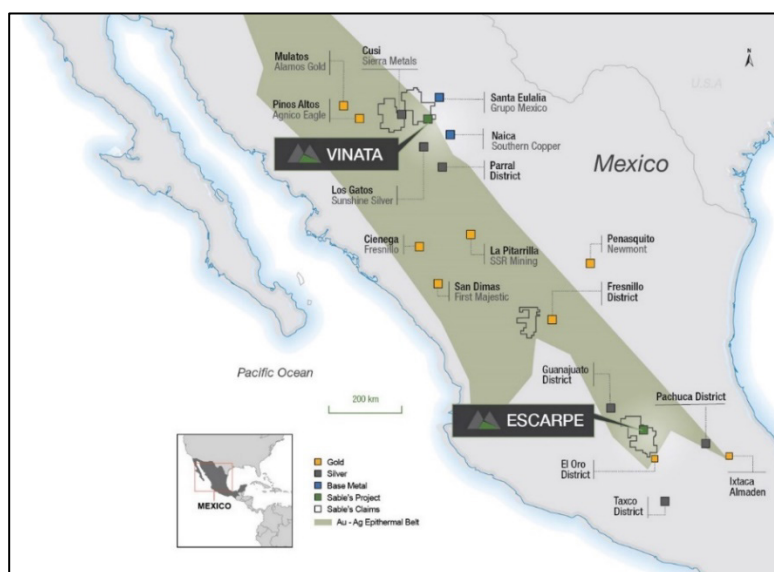 Mulatos
Alamos Gold
Cusi
Sierra Metals
N
U.S.A
Pinos Altos
Agnico Eagle
Santa Eulalia
Grupo Mexico
Naica
Southern Copper
VINATA
Mexico
Parral
District
Los Gatos
Sunshine Silver
Cienega
Fresnillo
La Pitarrilla
SSR Mining
Penasquito
Newmont
San Dimas
First Majestic
Fresnillo
District
Pacific Ocean
Guanajuato
District
200 km
Pachuca District
ESCARPE
El Oro
District
Ixtaca
Almaden
Taxco
District
MEXICO
Gold
Silver
Base Metal
Sable's Project
Sable's Claims
Au - Ag Epithermal Belt